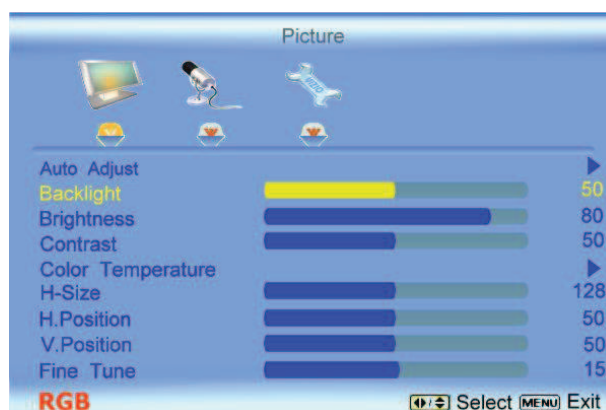 Picture
VIZIO
Auto Adjust
Backlight 50
Brightness 80
Contrast 50
Color Temperature
H-Size 128
H.Position 50
V.Position 50
Fine Tune 15
RGB Select MENU Exit